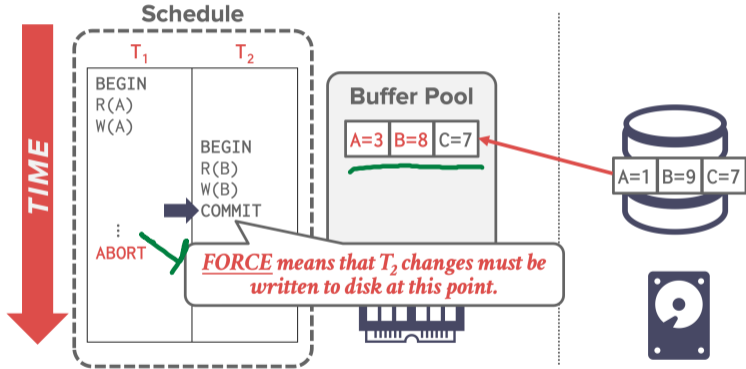 Schedule
T1 T2
BEGIN
R(A)
W(A)
BEGIN
R(B)
W(B)
COMMIT
⋮
ABORT
TIME
Buffer Pool
A=3 B=8 C=7
A=1 B=9 C=7
FORCE means that T2 changes must be
written to disk at this point.